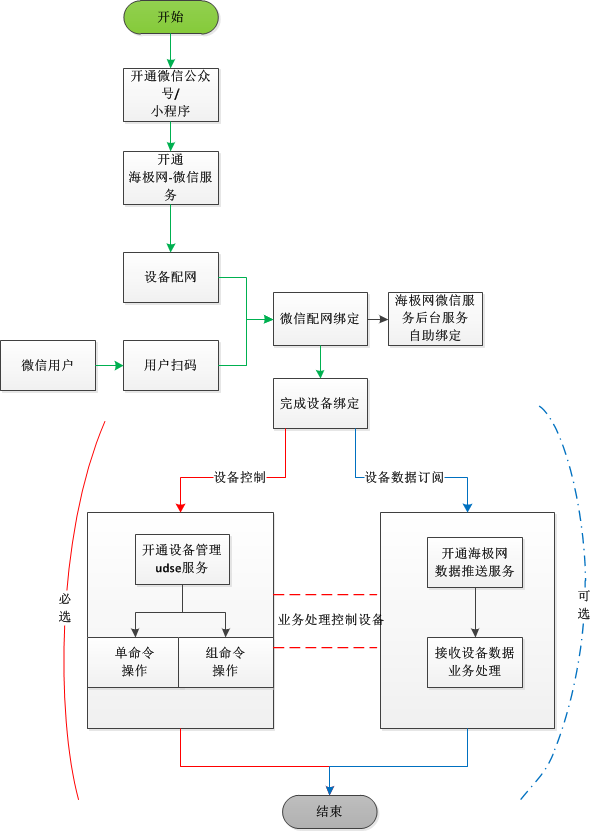 开始
开通微信公众
号/
小程序
开通
海极网-微信服
务
设备配网
微信配网绑定
海极网微信服
务后台服务
自助绑定
微信用户
用户扫码
完成设备绑定
设备控制
设备数据订阅
开通设备管理
udse服务
开通海极网
数据推送服务
必
选
业务处理控制设备
可
选
单命令
操作
组命令
操作
接收设备数据
业务处理
结束